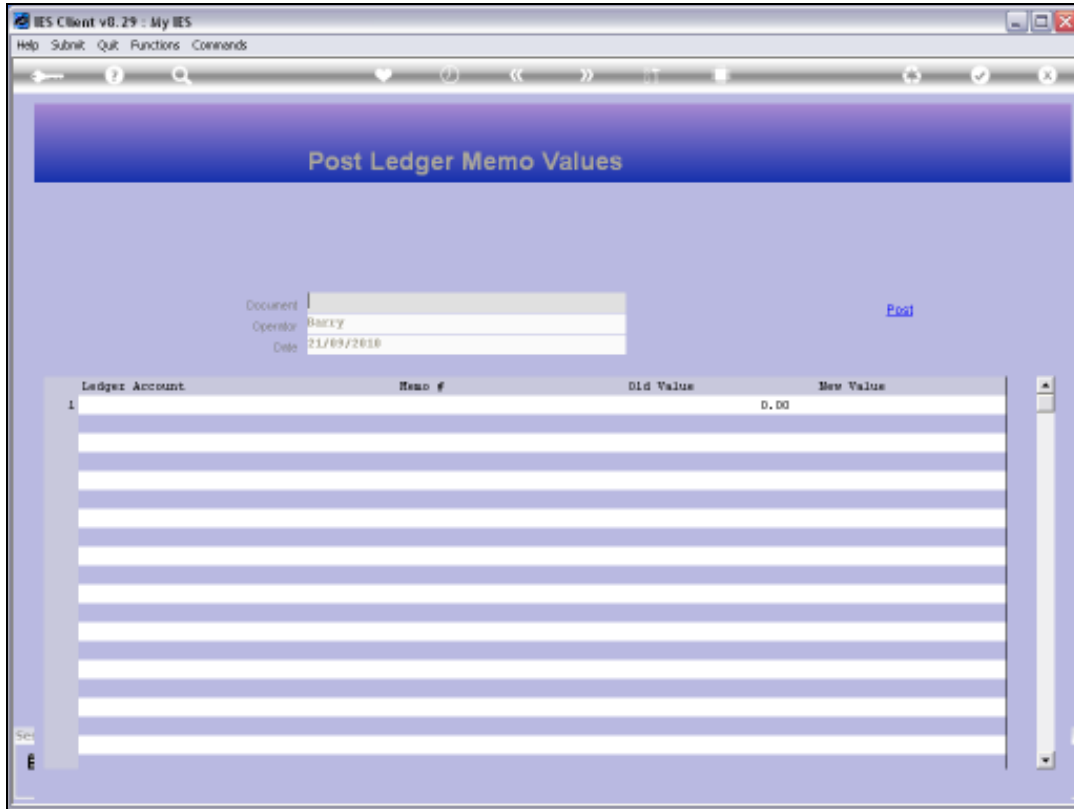 IES Client v8.29 : My IES
Help Submit Quit Functions Commands
Post Ledger Memo Values
Document
Operator Barry
Date 21/09/2010
Post
Ledger Account Memo # Old Value New Value
1 0.00